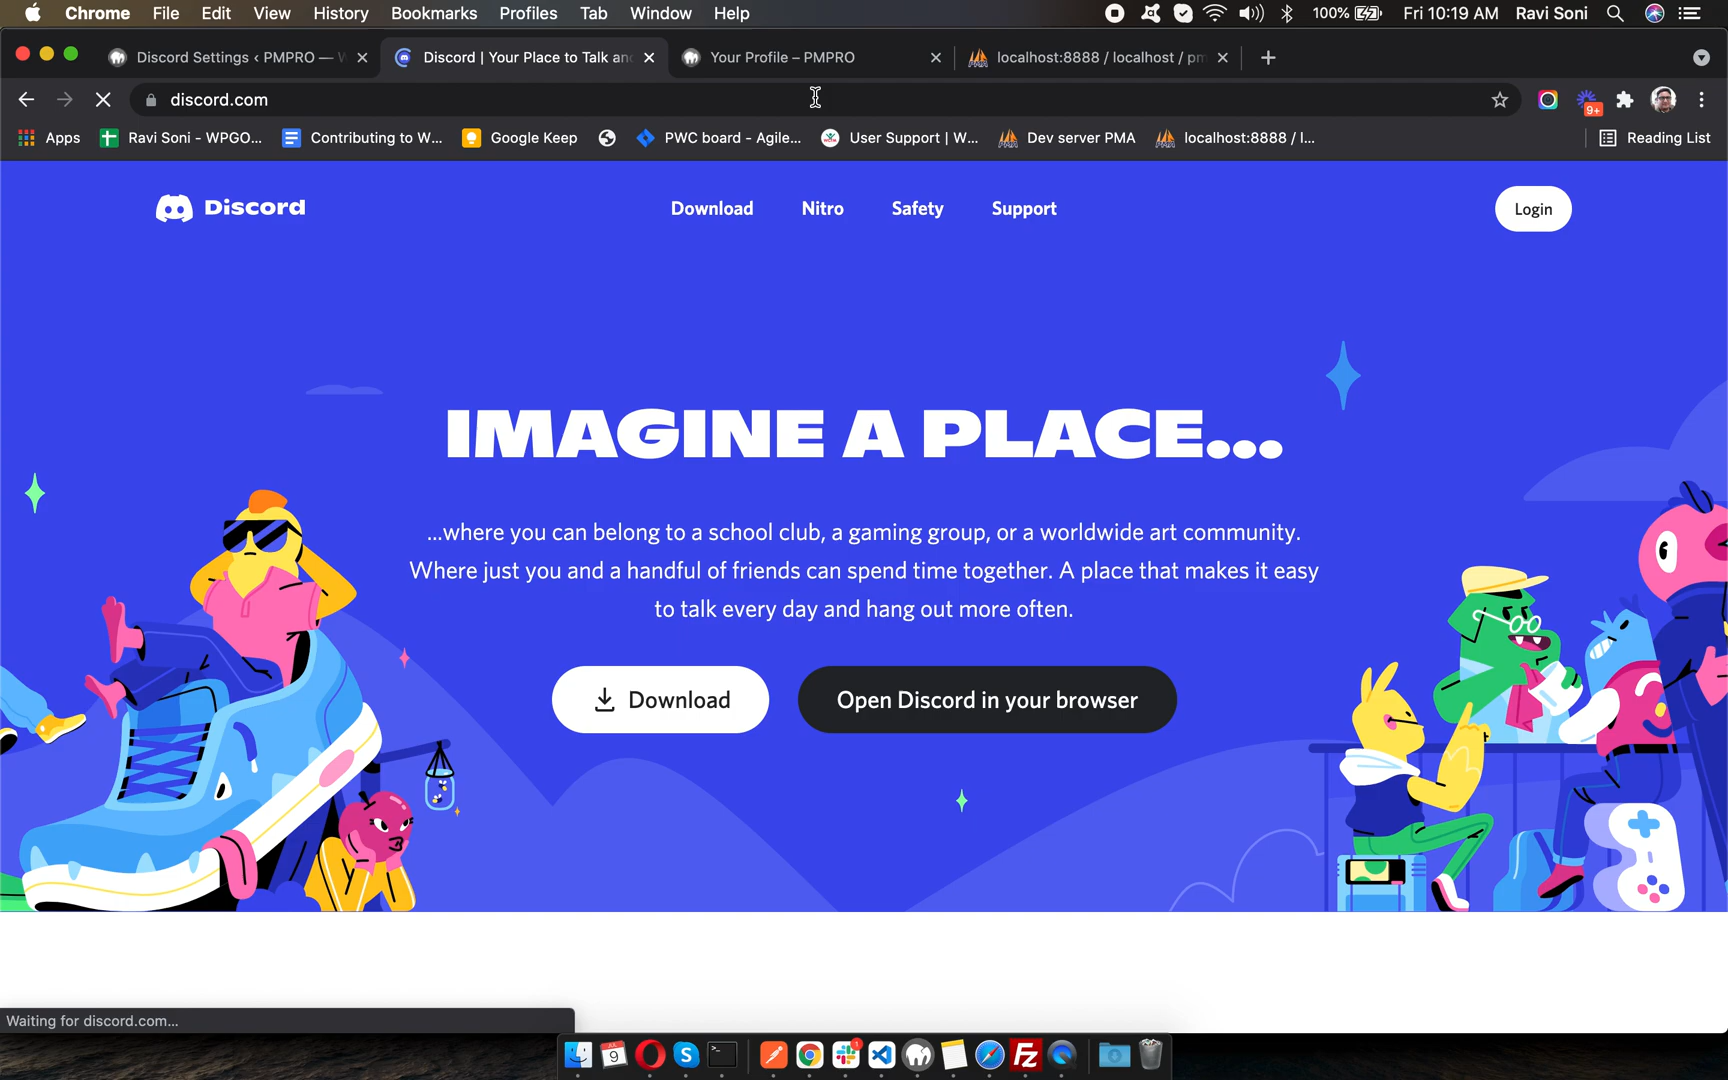 Chrome File Edit View History Bookmarks Profiles Tab Window Help 100% Fri 10:19 AM Ravi Soni
Discord Settings ‹ PMPRO — W Discord | Your Place to Talk and Your Profile – PMPRO localhost:8888 / localhost / pm
discord.com 9+
Apps Ravi Soni - WPGO... Contributing to W... Google Keep PWC board - Agile... User Support | W... Dev server PMA localhost:8888 / l... Reading List
Discord Download Nitro Safety Support Login
IMAGINE A PLACE...
...where you can belong to a school club, a gaming group, or a worldwide art community.
Where just you and a handful of friends can spend time together. A place that makes it easy
to talk every day and hang out more often.
Download Open Discord in your browser
Waiting for discord.com...
JUL
9 1 Fz